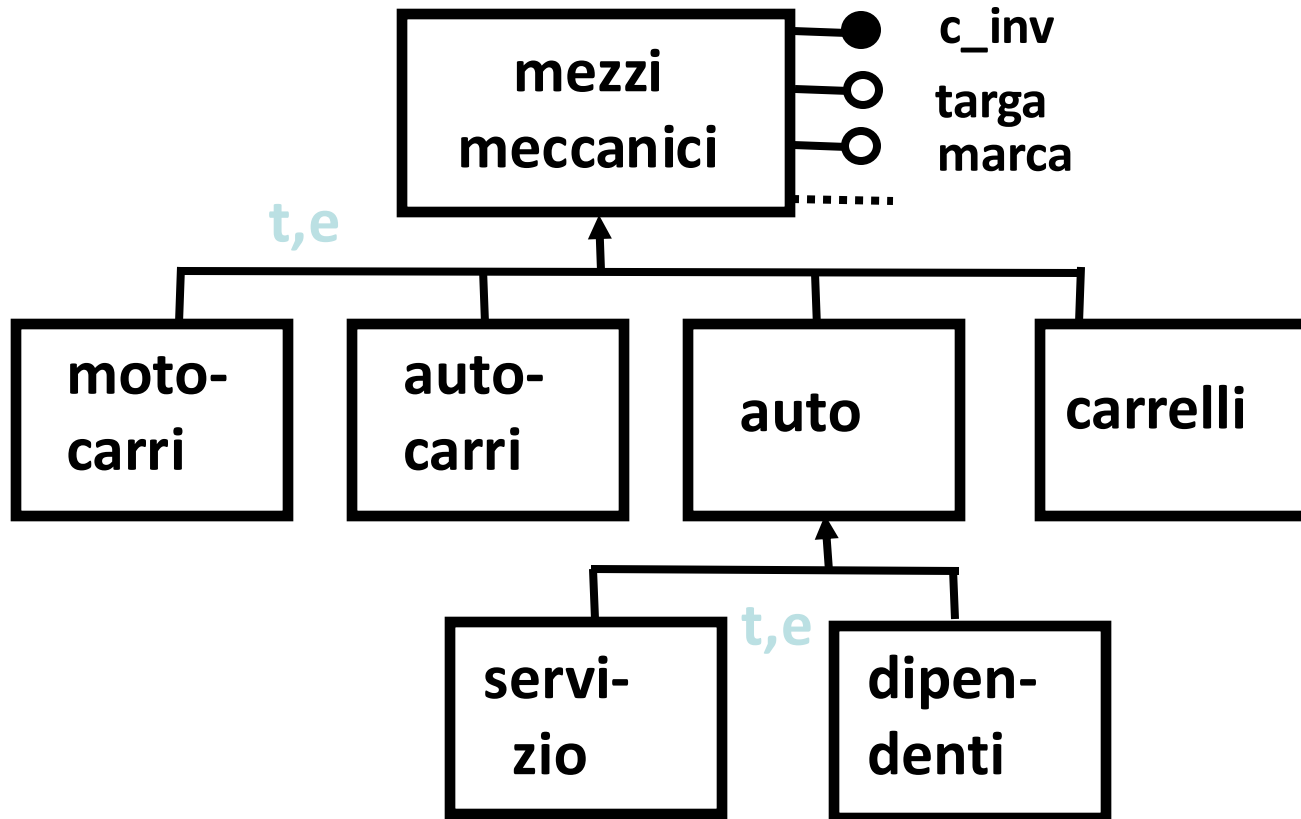 mezzi
meccanici
c_inv
targa
marca
t,e
moto-
carri
auto-
carri
auto
carrelli
t,e
servi-
zio
dipen-
denti